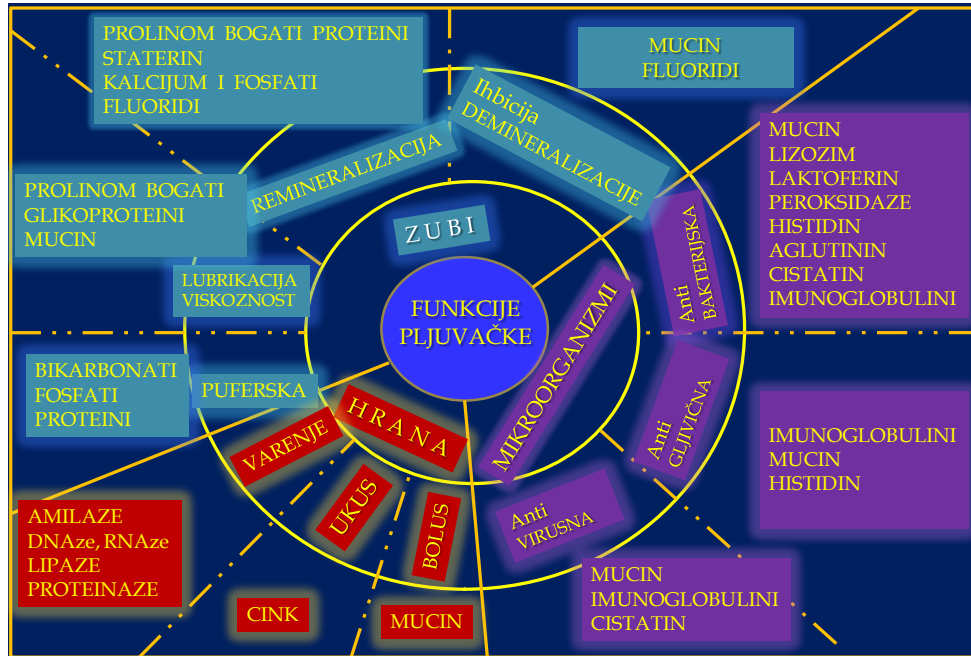 PROLINOM BOGATI PROTEINI
STATERIN
KALCIJUM I FOSFATI
FLUORIDI
MUCIN
FLUORIDI
Ihbicija
DEMINERALIZACIJE
REMINERALIZACIJA
MUCIN
LIZOZIM
LAKTOFERIN
PEROKSIDAZE
HISTIDIN
AGLUTININ
CISTATIN
IMUNOGLOBULINI
PROLINOM BOGATI
GLIKOPROTEINI
MUCIN
Z U B I
Anti
BAKTERIJSKA
LUBRIKACIJA
VISKOZNOST
FUNKCIJE
PLJUVAČKE
MIKROORGANIZMI
BIKARBONATI
FOSFATI
PROTEINI
PUFERSKA
H R A N A
VARENJE
Anti
GLJIVIČNA
IMUNOGLOBULINI
MUCIN
HISTIDIN
UKUS
BOLUS
Anti
VIRUSNA
AMILAZE
DNAze, RNAze
LIPAZE
PROTEINAZE
CINK
MUCIN
MUCIN
IMUNOGLOBULINI
CISTATIN